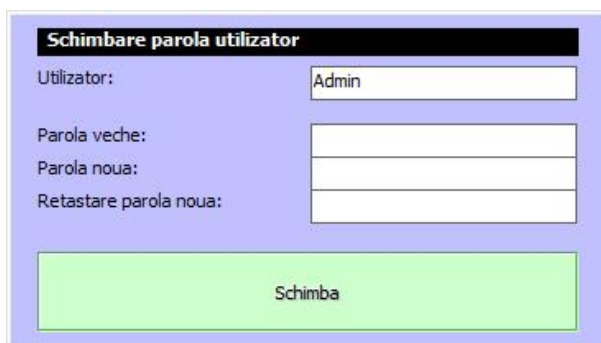 Schimbare parola utilizator
Utilizator: Admin
Parola veche:
Parola noua:
Retastare parola noua:
Schimba